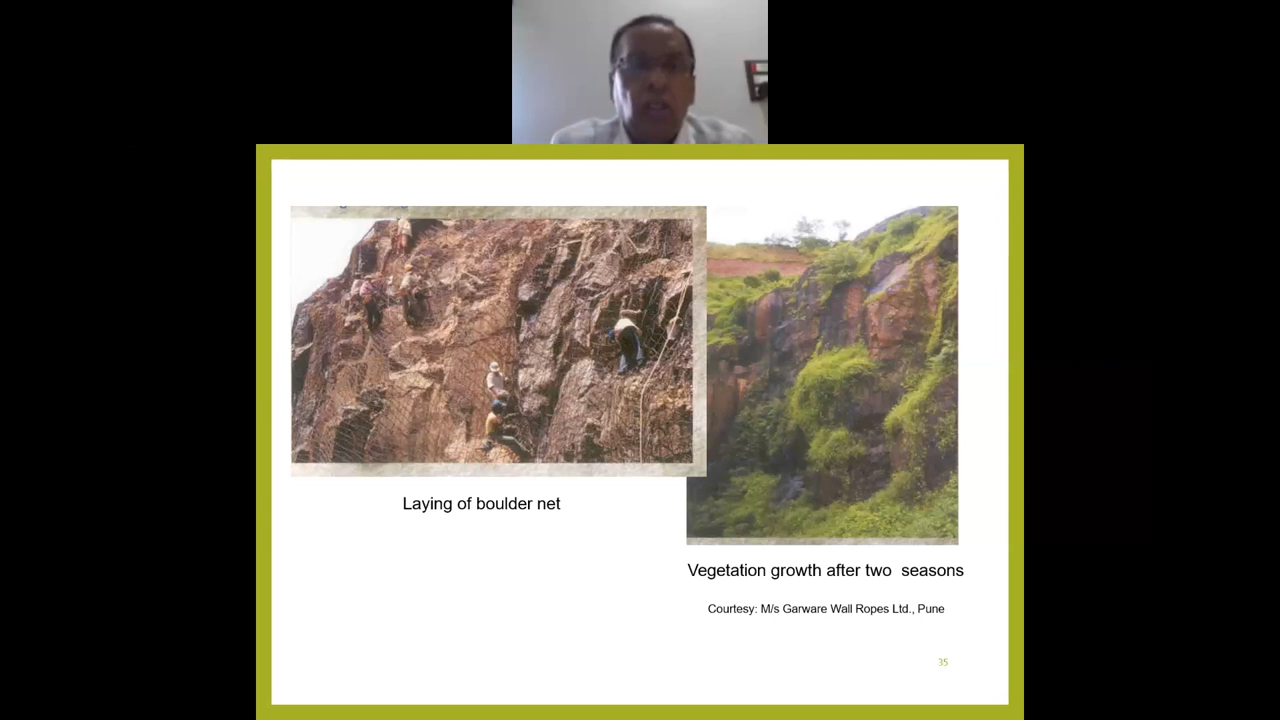 Laying of boulder net
Vegetation growth after two seasons
Courtesy: M/s Garware Wall Ropes Ltd., Pune
35